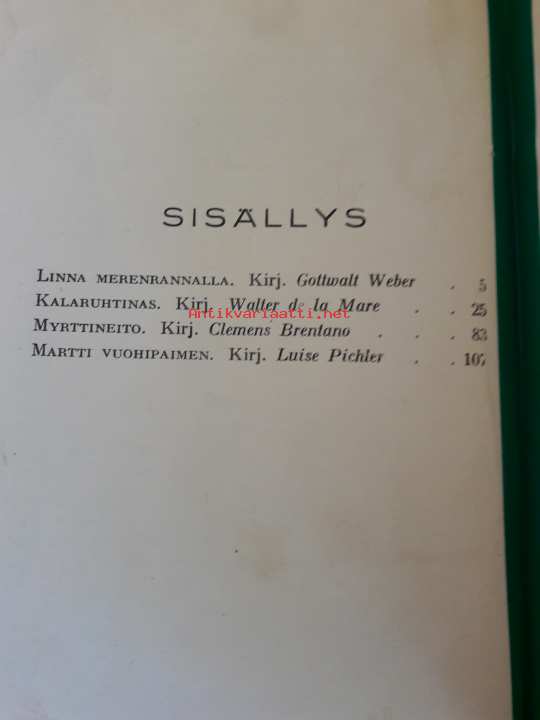 SISÄLLYS
LINNA MERENRANNALLA. Kirj. Gottwalt Weber . 5
KALARUHTINAS. Kirj. Walter de la Mare . . 25
Antikvariaatti.net
MYRTTINEITO. Kirj. Clemens Brentano . . . 83
MARTTI VUOHIPAIMEN. Kirj. Luise Pichler . . 107